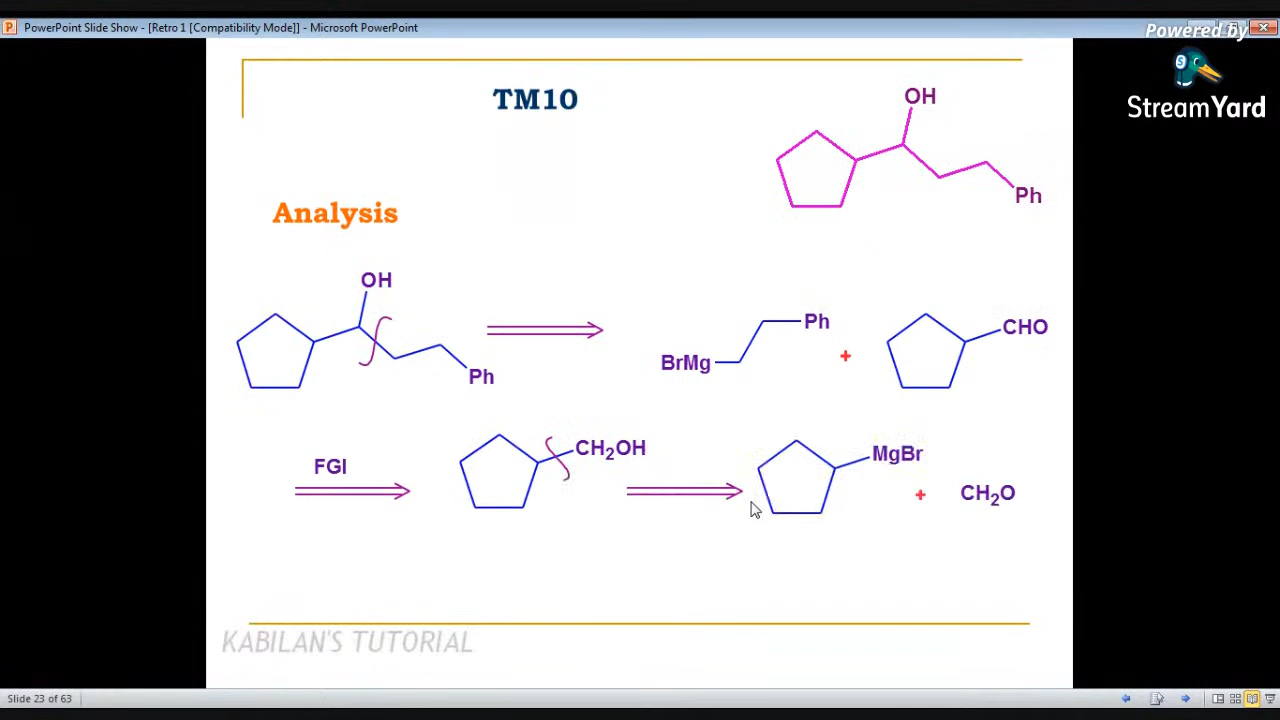 PowerPoint Slide Show - [Retro 1 [Compatibility Mode]] - Microsoft PowerPoint
Powered by
StreamYard
TM10
OH
Ph
Analysis
OH
Ph
BrMg
Ph
+
CHO
FGI
CH₂OH
MgBr
+
CH₂O
KABILAN'S TUTORIAL
Slide 23 of 63